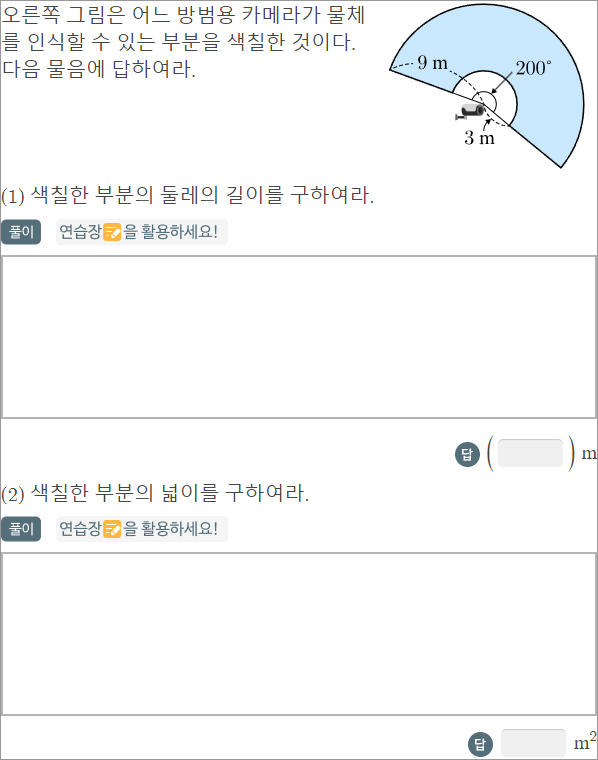 오른쪽 그림은 어느 방범용 카메라가 물체
를 인식할 수 있는 부분을 색칠한 것이다.
다음 물음에 답하여라.
9 m
200°
3 m
(1) 색칠한 부분의 둘레의 길이를 구하여라.
풀이 연습장을 활용하세요!
답 ( ) m
(2) 색칠한 부분의 넓이를 구하여라.
풀이 연습장을 활용하세요!
답 m²